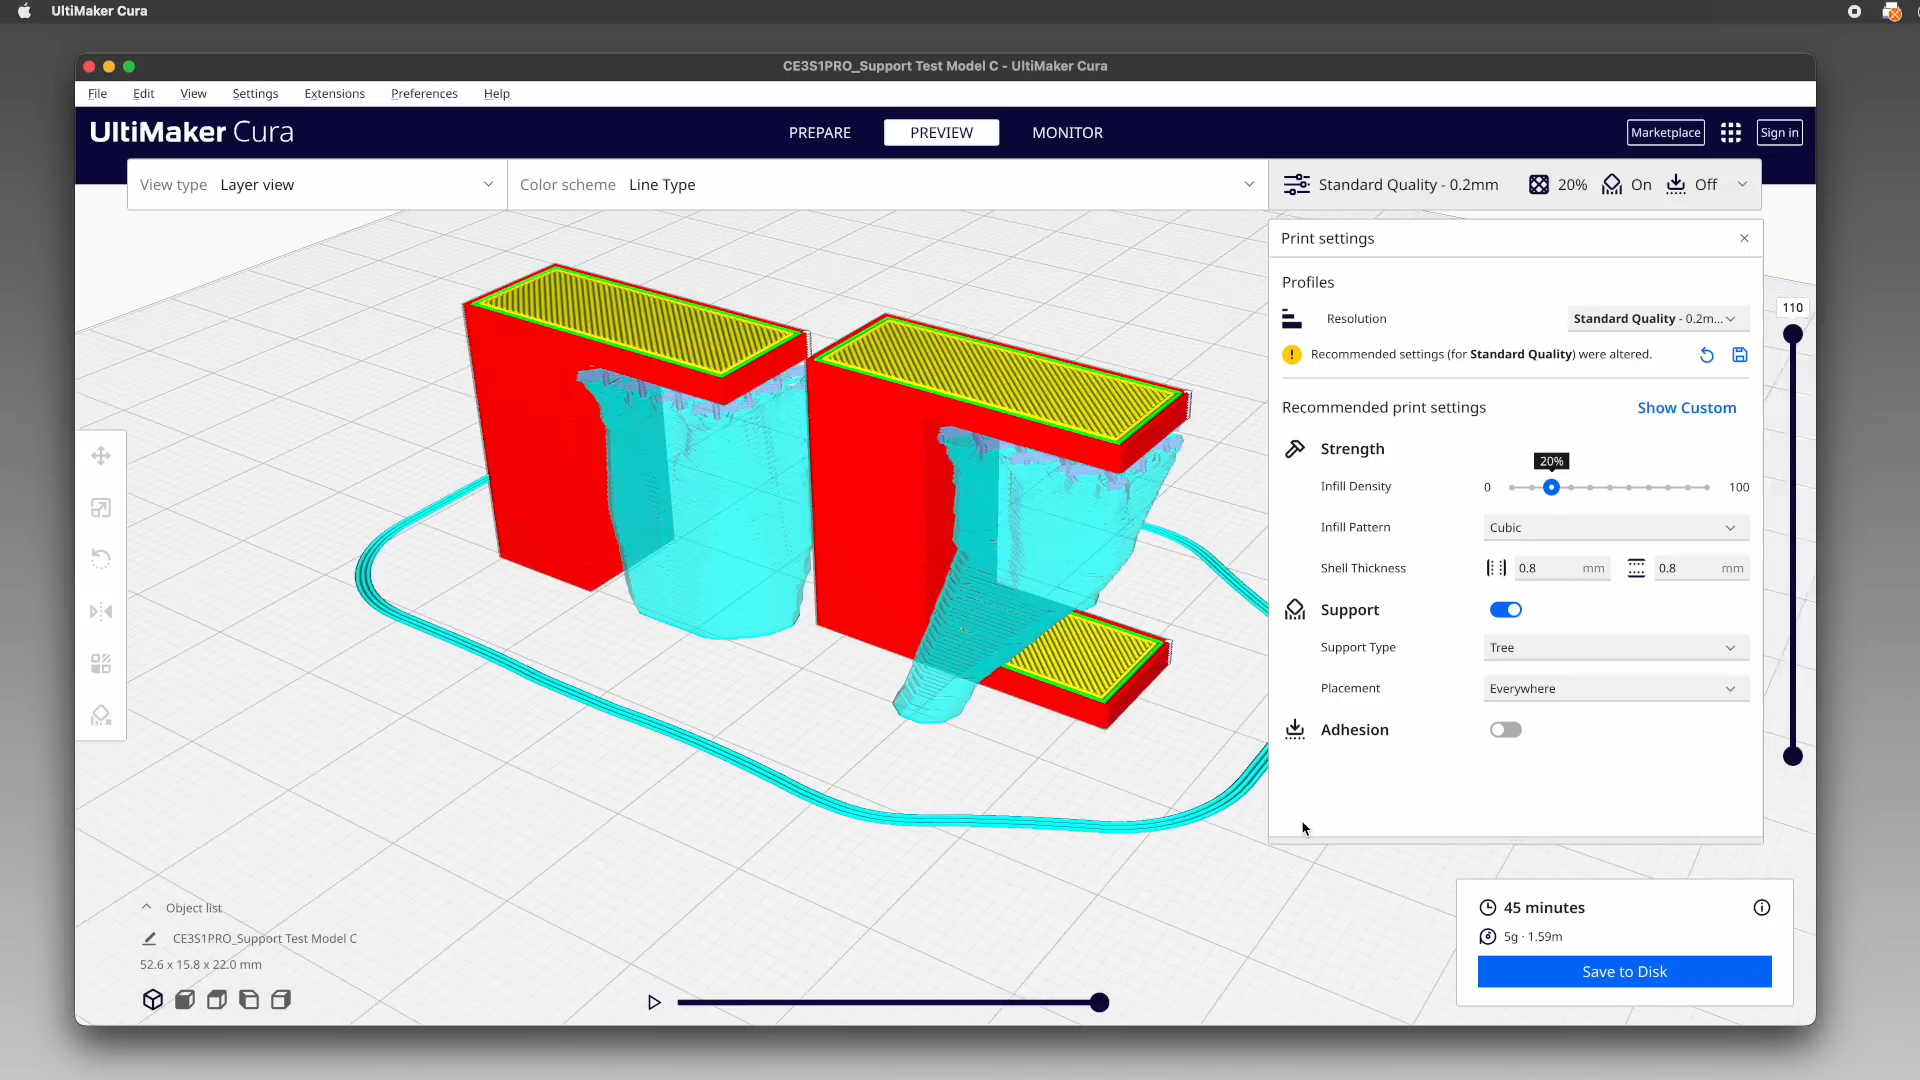 UltiMaker Cura
CE3S1PRO_Support Test Model C - UltiMaker Cura
File Edit View Settings Extensions Preferences Help
UltiMaker Cura PREPARE PREVIEW MONITOR Marketplace Sign in
View type Layer view Color scheme Line Type Standard Quality - 0.2mm 20% On Off
Print settings
Profiles
110
Resolution Standard Quality - 0.2m...
Recommended settings (for Standard Quality) were altered.
Recommended print settings Show Custom
Strength
20%
Infill Density 0 100
Infill Pattern Cubic
Shell Thickness 0.8 mm 0.8 mm
Support
Support Type Tree
Placement Everywhere
Adhesion
Object list
45 minutes
CE3S1PRO_Support Test Model C
5g · 1.59m
52.6 x 15.8 x 22.0 mm
Save to Disk